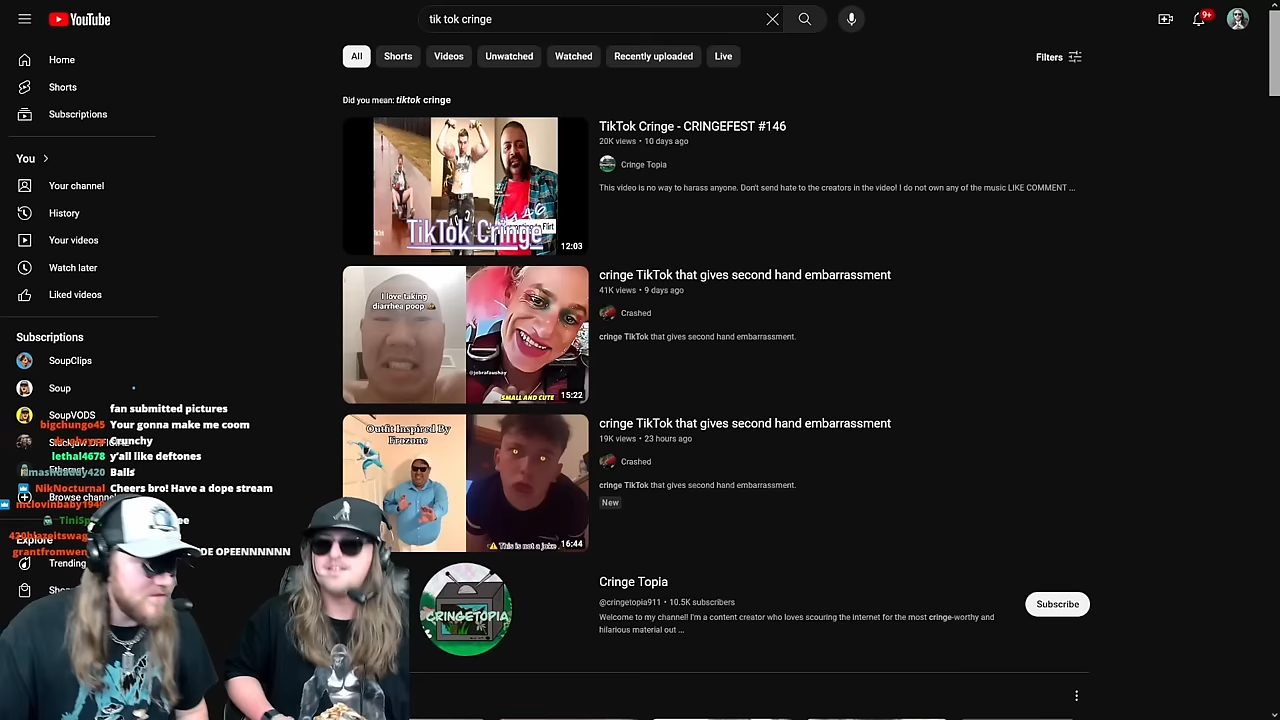 YouTube
tik tok cringe
9+
All
Shorts
Videos
Unwatched
Watched
Recently uploaded
Live
Filters
Home
Shorts
Subscriptions
You
Your channel
History
Your videos
Watch later
Liked videos
Subscriptions
SoupClips
Soup
SoupVODS
Browse chann
Explore
Trending
Did you mean: tiktok cringe
TikTok Cringe
12:03
TikTok Cringe - CRINGEFEST #146
20K views • 10 days ago
Cringe Topia
This video is no way to harass anyone. Don't send hate to the creators in the video! I do not own any of the music LIKE COMMENT ...
I love taking
diarrhea poop
@jebrafaushay
SMALL AND CUTE
15:22
cringe TikTok that gives second hand embarrassment
41K views • 9 days ago
Crashed
cringe TikTok that gives second hand embarrassment.
Outfit Inspired By
Frozone
This is not a joke
16:44
cringe TikTok that gives second hand embarrassment
19K views • 23 hours ago
Crashed
cringe TikTok that gives second hand embarrassment.
New
CRINGETOPIA
Cringe Topia
@cringetopia911 • 10.5K subscribers
Welcome to my channel! I'm a content creator who loves scouring the internet for the most cringe-worthy and
hilarious material out ...
Subscribe
fan submitted pictures
bigchungo45 Your gonna make me coom
Crunchy
lethal4678 y'all like deftones
Balls
NikNocturnal Cheers bro! Have a dope stream